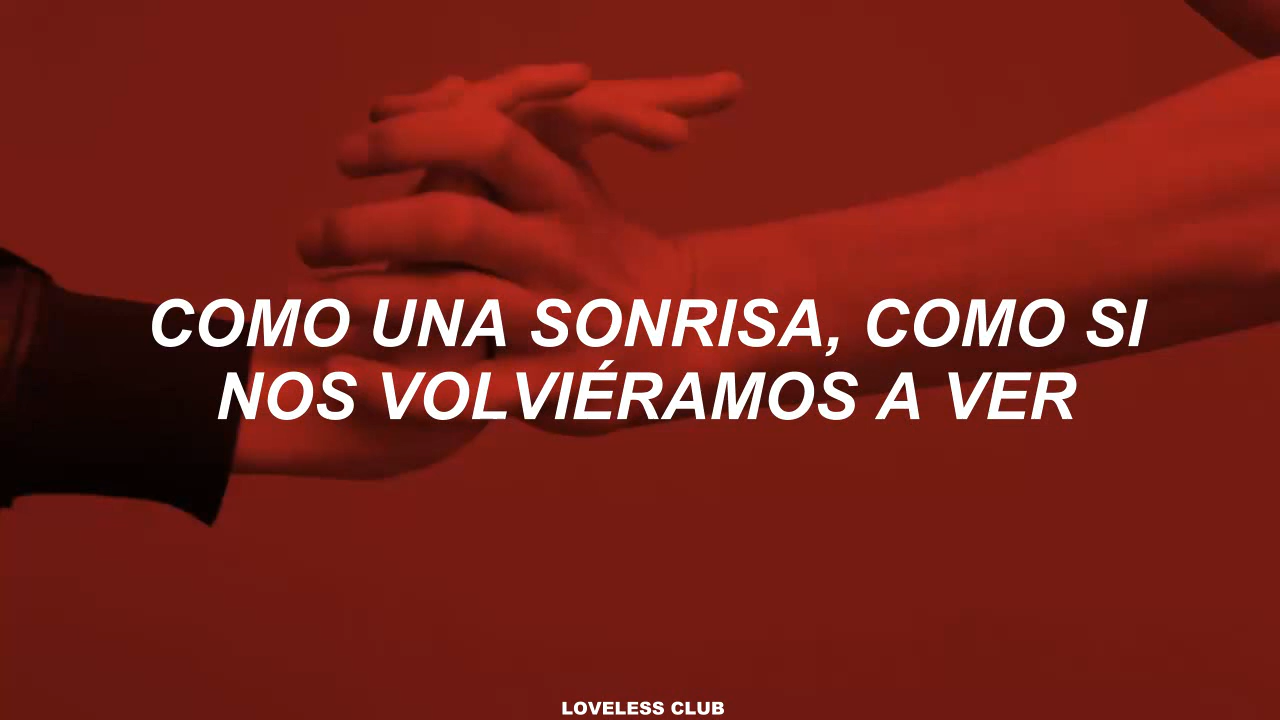 COMO UNA SONRISA, COMO SI
NOS VOLVIÉRAMOS A VER
LOVELESS CLUB